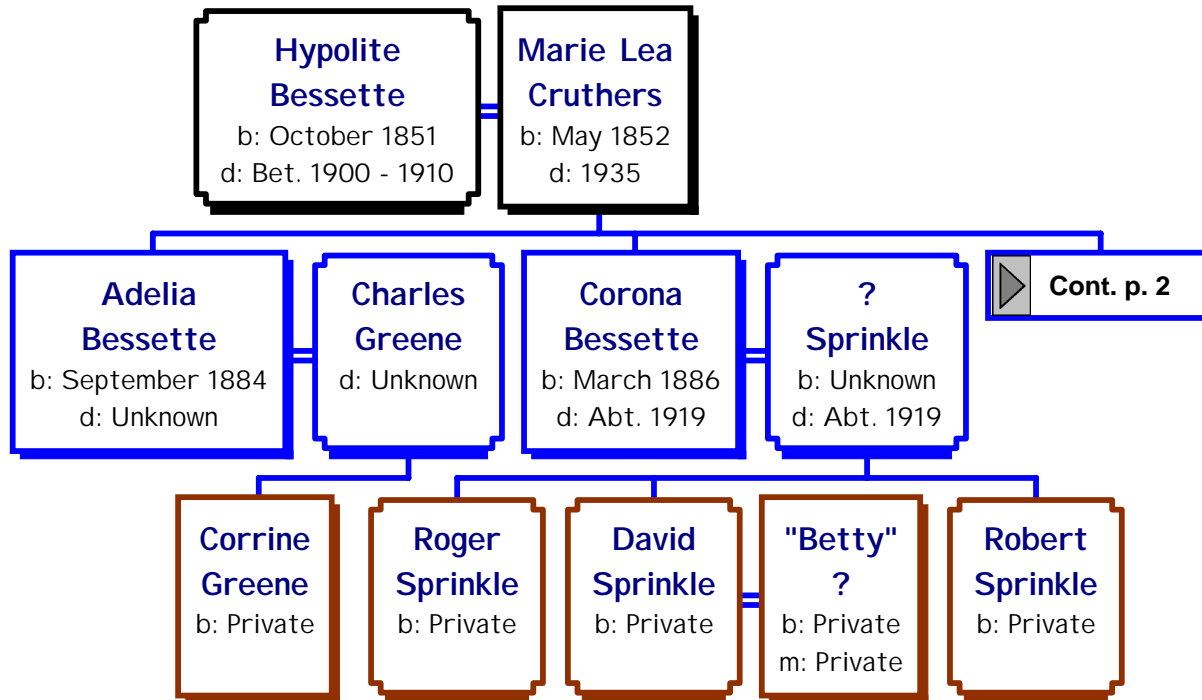 Hypolite
Bessette
b: October 1851
d: Bet. 1900 - 1910
Marie Lea
Cruthers
b: May 1852
d: 1935
Adelia
Bessette
b: September 1884
d: Unknown
Charles
Greene
d: Unknown
Corona
Bessette
b: March 1886
d: Abt. 1919
?
Sprinkle
b: Unknown
d: Abt. 1919
Cont. p. 2
Corrine
Greene
b: Private
Roger
Sprinkle
b: Private
David
Sprinkle
b: Private
"Betty"
?
b: Private
m: Private
Robert
Sprinkle
b: Private